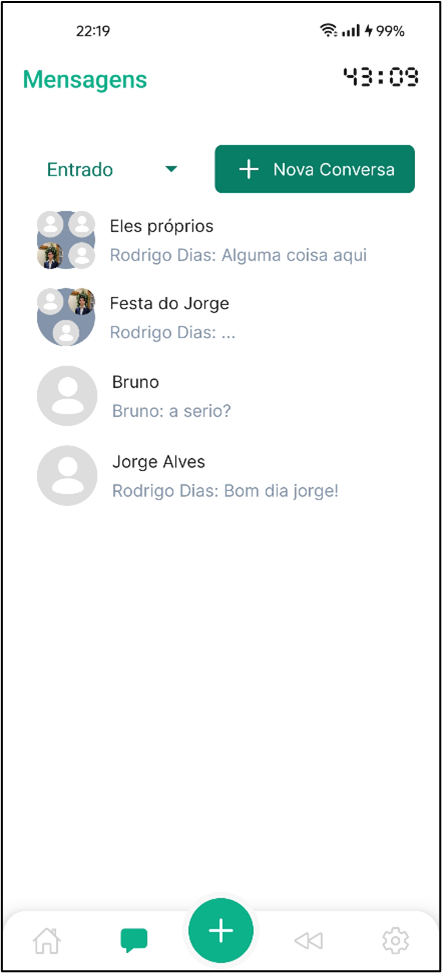 22:19 99%
Mensagens 43:09
Entrado + Nova Conversa
Eles próprios
Rodrigo Dias: Alguma coisa aqui
Festa do Jorge
Rodrigo Dias: ...
Bruno
Bruno: a serio?
Jorge Alves
Rodrigo Dias: Bom dia jorge!